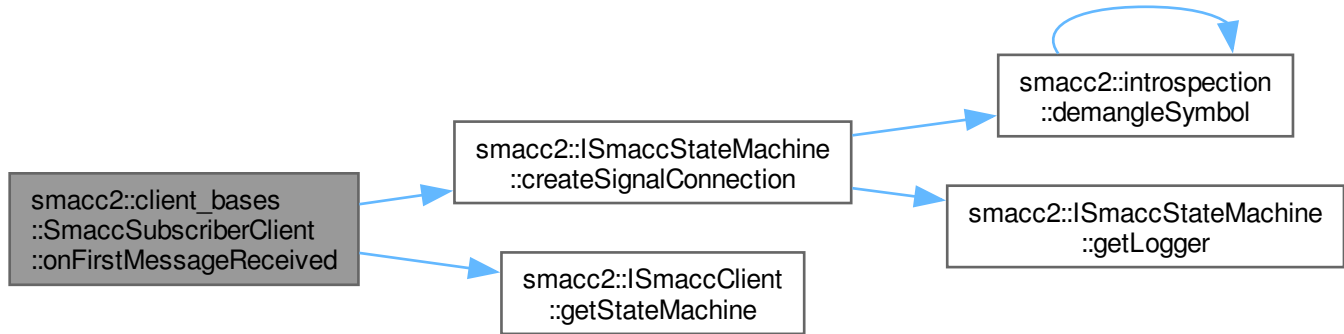 smacc2::client_bases
::SmaccSubscriberClient
::onFirstMessageReceived
smacc2::ISmaccStateMachine
::createSignalConnection
smacc2::introspection
::demangleSymbol
smacc2::ISmaccStateMachine
::getLogger
smacc2::ISmaccClient
::getStateMachine